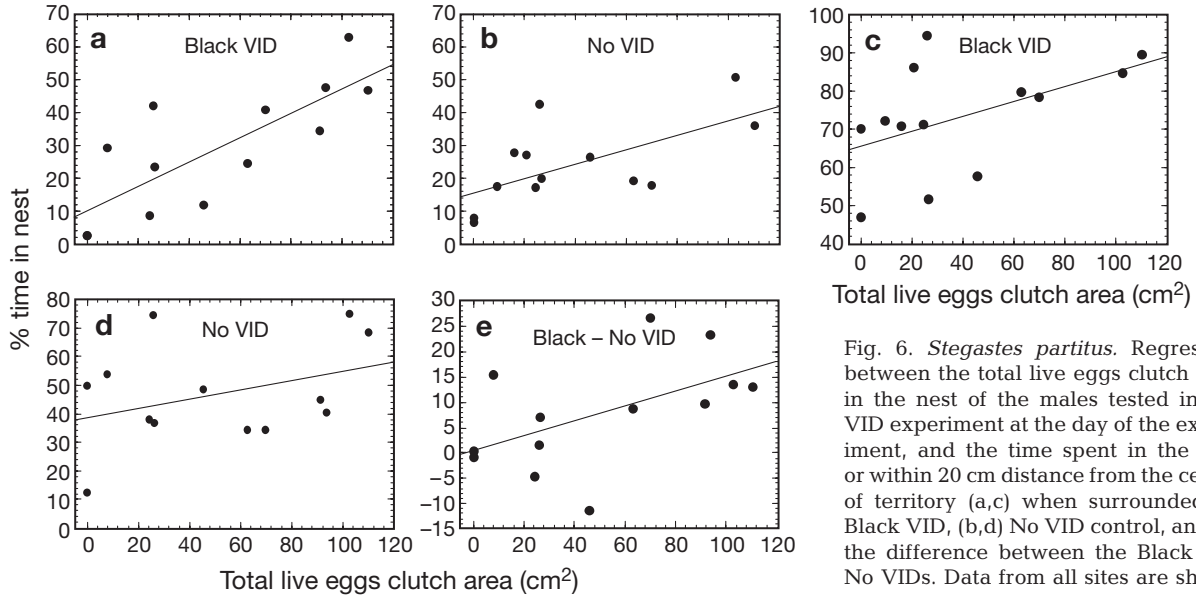 a
Black VID
70
60
50
40
30
20
10
0
b
No VID
70
60
50
40
30
20
10
0
c
Black VID
100
90
80
70
60
50
40
0 20 40 60 80 100 120
Total live eggs clutch area (cm²)
% time in nest
d
No VID
80
70
60
50
40
30
20
10
0
0 20 40 60 80 100 120
e
Black – No VID
30
25
20
15
10
5
0
−5
−10
−15
0 20 40 60 80 100 120
Total live eggs clutch area (cm²)
Fig. 6. Stegastes partitus. Regres
between the total live eggs clutch
in the nest of the males tested in
VID experiment at the day of the ex
iment, and the time spent in the
or within 20 cm distance from the ce
of territory (a,c) when surrounded
Black VID, (b,d) No VID control, an
the difference between the Black
No VIDs. Data from all sites are sh